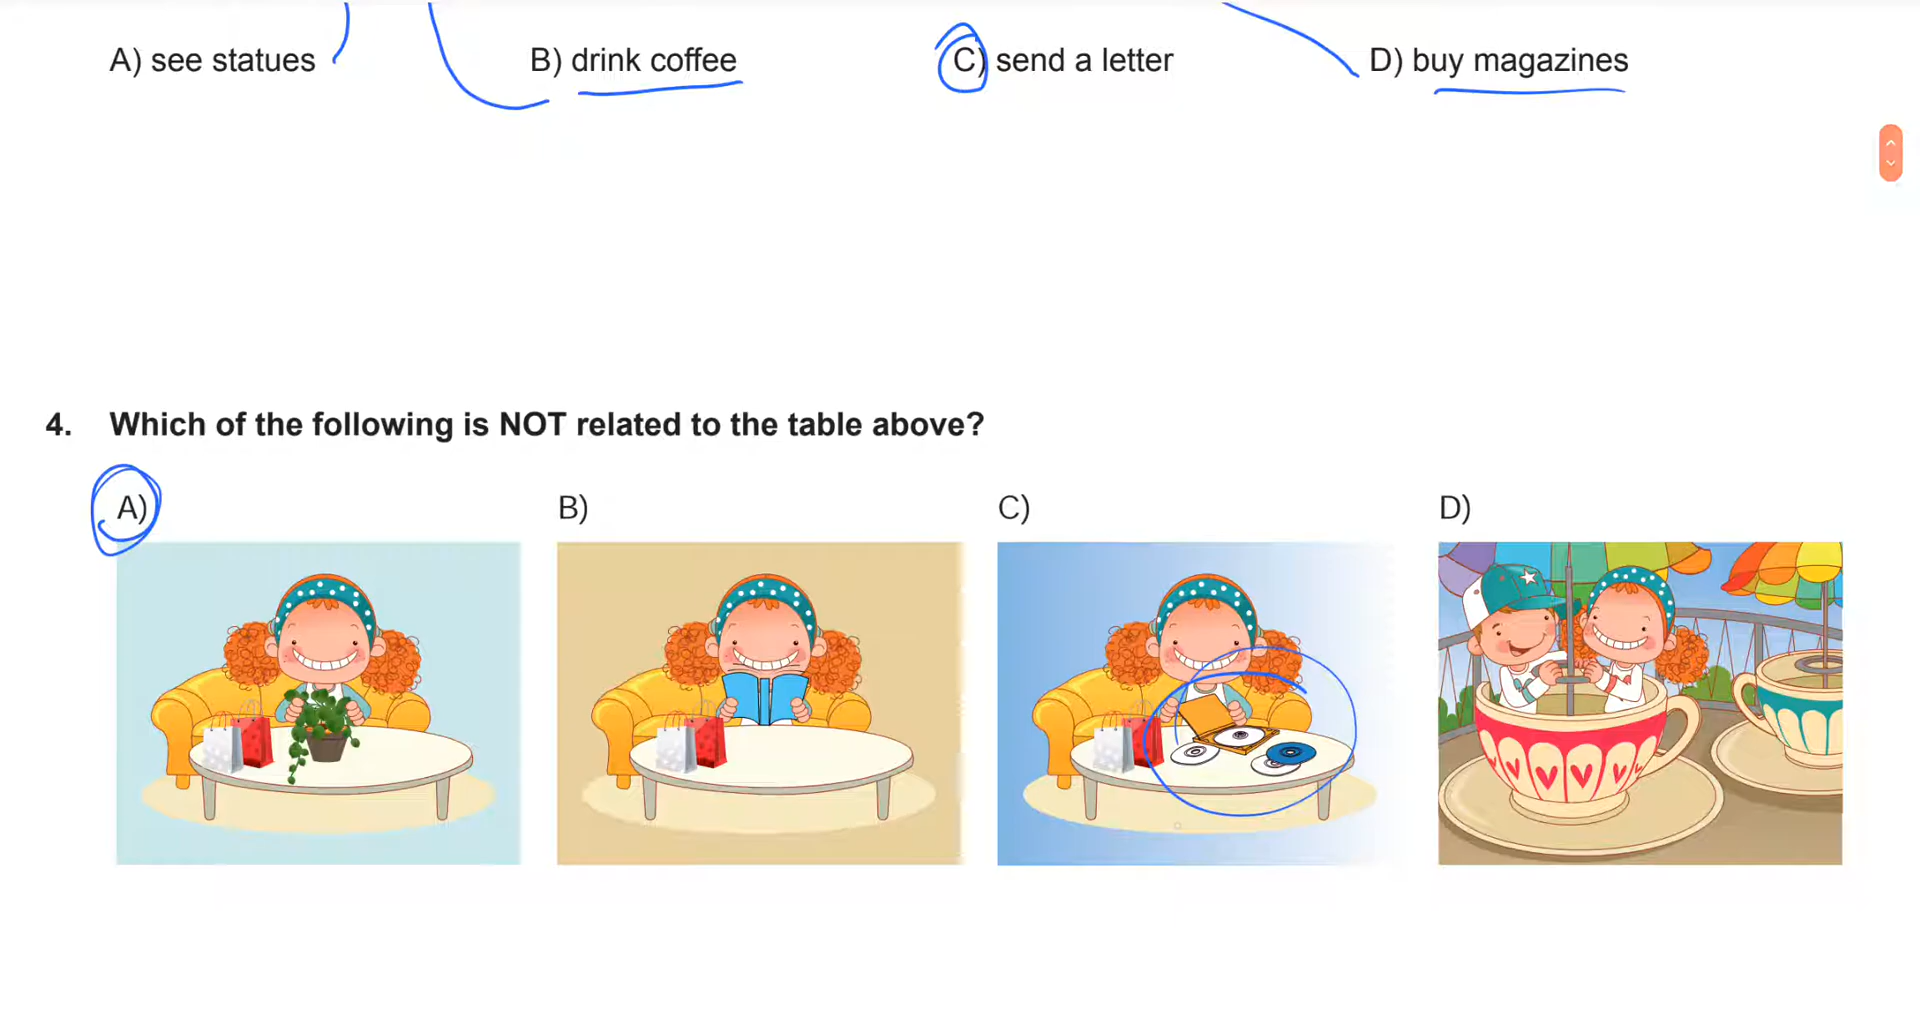 A) see statues B) drink coffee C) send a letter D) buy magazines
4. Which of the following is NOT related to the table above?
A) B) C) D)